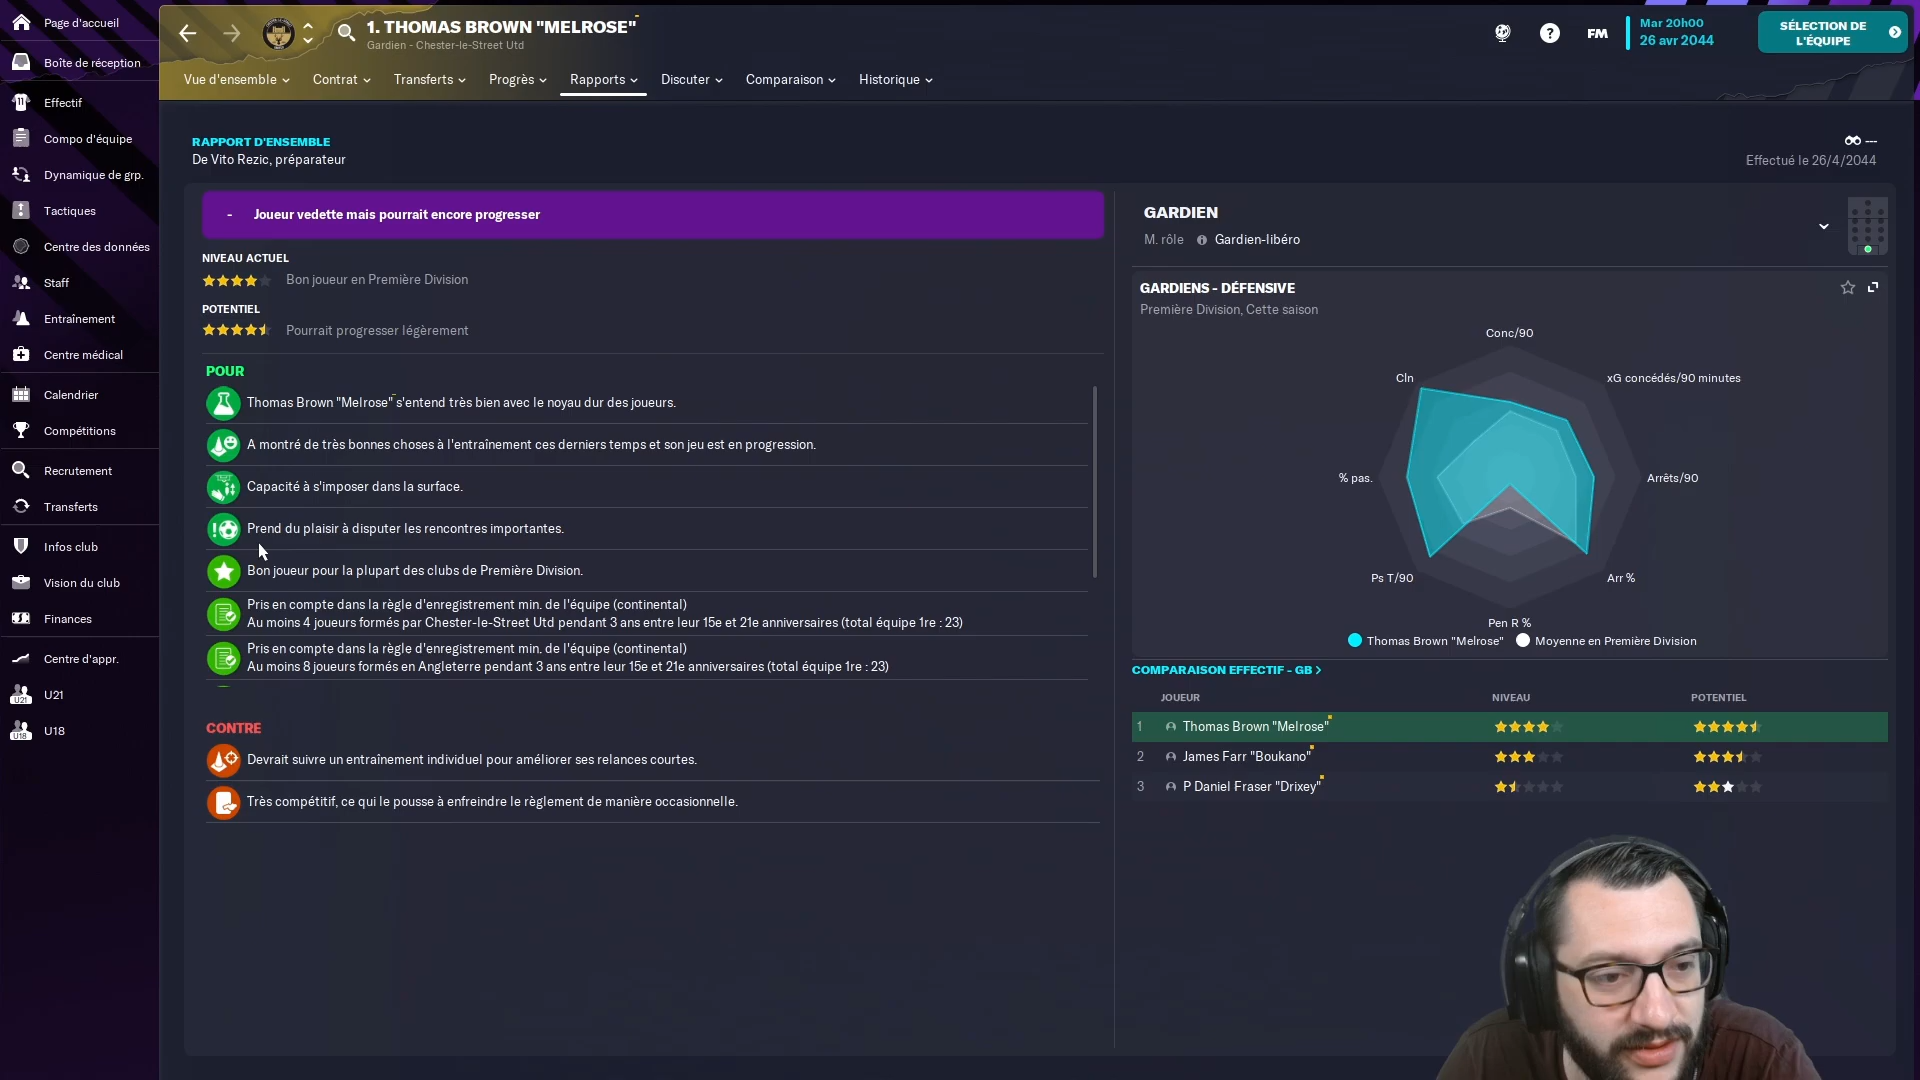 Page d'accueil
Boîte de réception
Effectif
Compo d'équipe
Dynamique de grp.
Tactiques
Centre des données
Staff
Entraînement
Centre médical
Calendrier
Compétitions
Recrutement
Transferts
Infos club
Vision du club
Finances
Centre d'appr.
U21
U21
U18
U18
1. THOMAS BROWN "MELROSE"
Gardien - Chester-le-Street Utd
? FM
Mar 20h00
26 avr 2044
SÉLECTION DE
L'ÉQUIPE
Vue d'ensemble Contrat Transferts Progrès Rapports Discuter Comparaison Historique
RAPPORT D'ENSEMBLE
De Vito Rezic, préparateur
---
Effectué le 26/4/2044
- Joueur vedette mais pourrait encore progresser
NIVEAU ACTUEL
Bon joueur en Première Division
POTENTIEL
Pourrait progresser légèrement
POUR
Thomas Brown "Melrose" s'entend très bien avec le noyau dur des joueurs.
A montré de très bonnes choses à l'entraînement ces derniers temps et son jeu est en progression.
Capacité à s'imposer dans la surface.
Prend du plaisir à disputer les rencontres importantes.
Bon joueur pour la plupart des clubs de Première Division.
Pris en compte dans la règle d'enregistrement min. de l'équipe (continental)
Au moins 4 joueurs formés par Chester-le-Street Utd pendant 3 ans entre leur 15e et 21e anniversaires (total équipe 1re : 23)
Pris en compte dans la règle d'enregistrement min. de l'équipe (continental)
Au moins 8 joueurs formés en Angleterre pendant 3 ans entre leur 15e et 21e anniversaires (total équipe 1re : 23)
CONTRE
Devrait suivre un entraînement individuel pour améliorer ses relances courtes.
Très compétitif, ce qui le pousse à enfreindre le règlement de manière occasionnelle.
GARDIEN
M. rôle Gardien-libéro
GARDIENS - DÉFENSIVE
Première Division, Cette saison
Conc/90
Cln
xG concédés/90 minutes
% pas.
Arrêts/90
Ps T/90
Arr %
Pen R %
Thomas Brown "Melrose" Moyenne en Première Division
COMPARAISON EFFECTIF - GB >
JOUEUR NIVEAU POTENTIEL
1 Thomas Brown "Melrose"
2 James Farr "Boukano"
3 P Daniel Fraser "Drixey"